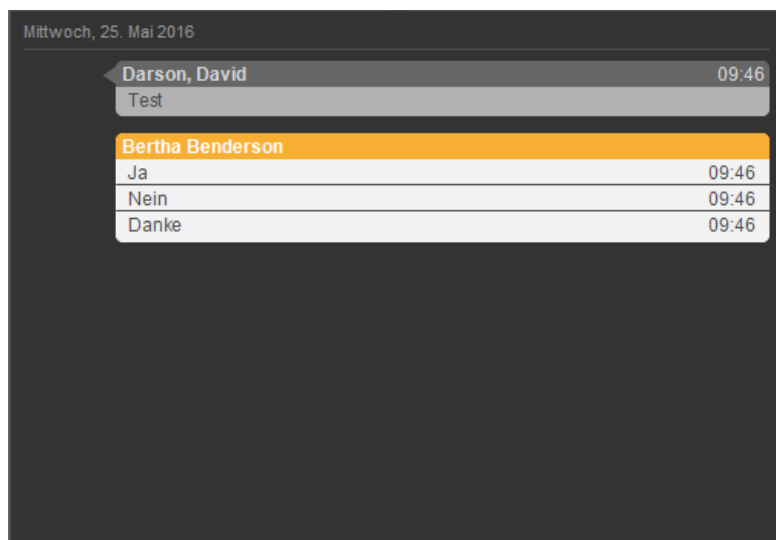 Mittwoch, 25. Mai 2016
Darson, David 09:46
Test
Bertha Benderson
Ja 09:46
Nein 09:46
Danke 09:46